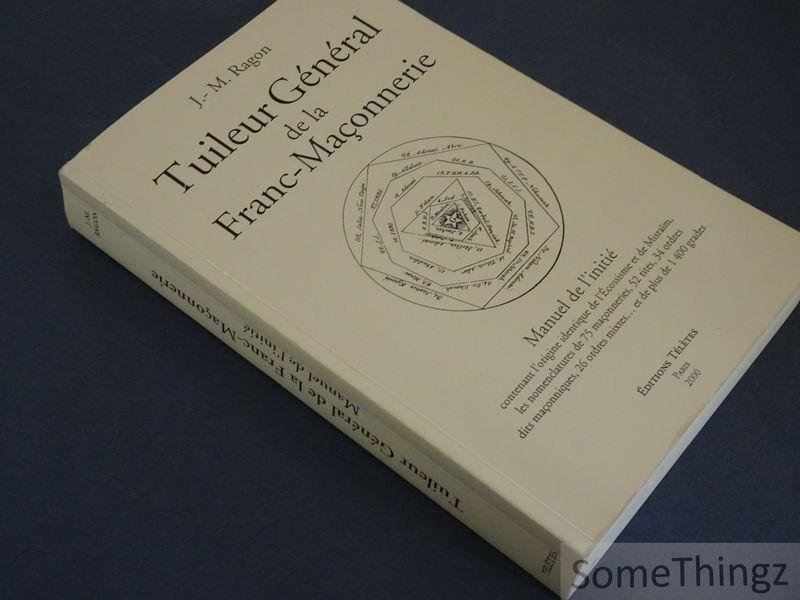 J.-M. Ragon
Tuileur Général
de la
Franc-Maçonnerie
Manuel de l'initié
contenant l'origine identique de l'Écossisme et de Misraïm,
les nomenclatures de 75 maçonneries, 52 rites, 34 ordres
dits maçonniques, 26 ordres mixtes... et de plus de 1 400 grades
ÉDITIONS TÉLÈTES
PARIS
2000
J.-M.
RAGON
Tuileur Général de la Franc-Maçonnerie
Manuel de l'initié
TÉLÈTES
SomeThingz